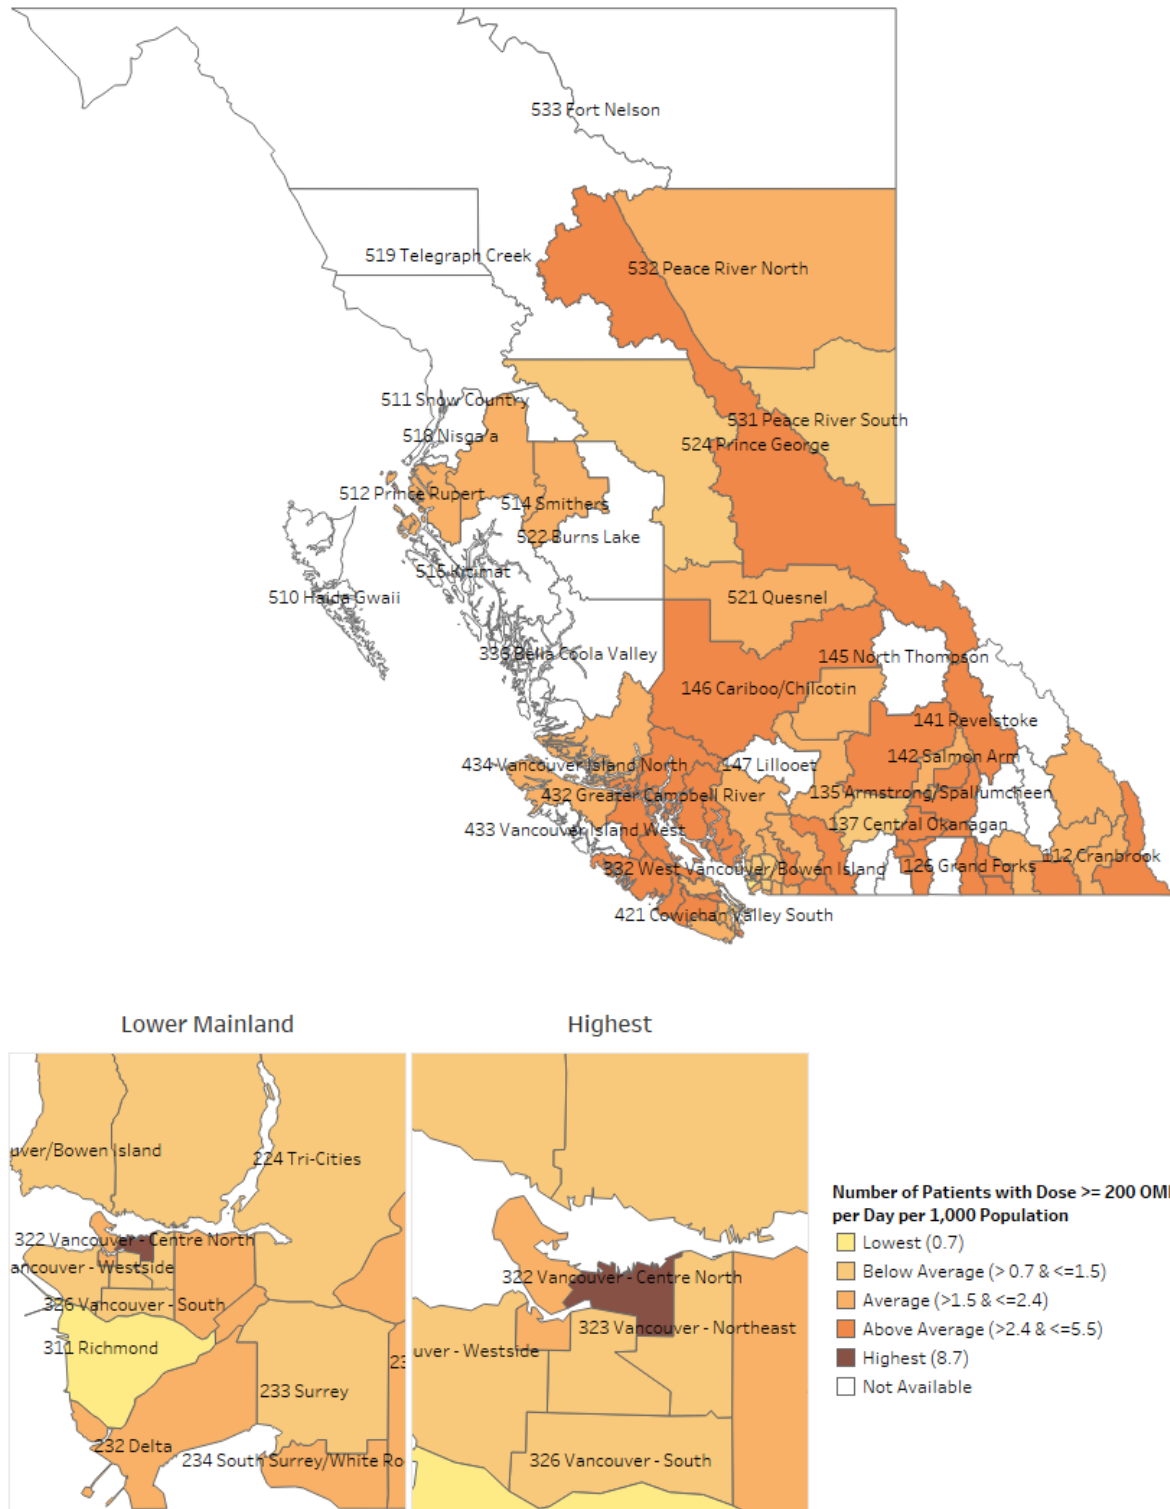 533 Fort Nelson
519 Telegraph Creek
532 Peace River North
511 Snow Country
531 Peace River South
518 Nisga'a
524 Prince George
512 Prince Rupert
514 Smithers
522 Burns Lake
515 Kitimat
510 Haida Gwaii
521 Quesnel
336 Bella Coola Valley
145 North Thompson
146 Cariboo/Chilcotin
141 Revelstoke
142 Salmon Arm
434 Vancouver Island North
147 Lillooet
432 Greater Campbell River
135 Armstrong/Spallumcheen
433 Vancouver Island West
137 Central Okanagan
332 West Vancouver/Bowen Island
126 Grand Forks
112 Cranbrook
421 Cowichan Valley South
Lower Mainland
Highest
uver/Bowen Island
224 Tri-Cities
322 Vancouver - Centre North
ancouver - Westside
326 Vancouver - South
311 Richmond
23
233 Surrey
232 Delta
234 South Surrey/White Ro
322 Vancouver - Centre North
323 Vancouver - Northeast
uver - Westside
326 Vancouver - South
Number of Patients with Dose >= 200 OM
per Day per 1,000 Population
Lowest (0.7)
Below Average (> 0.7 & <=1.5)
Average (>1.5 & <=2.4)
Above Average (>2.4 & <=5.5)
Highest (8.7)
Not Available